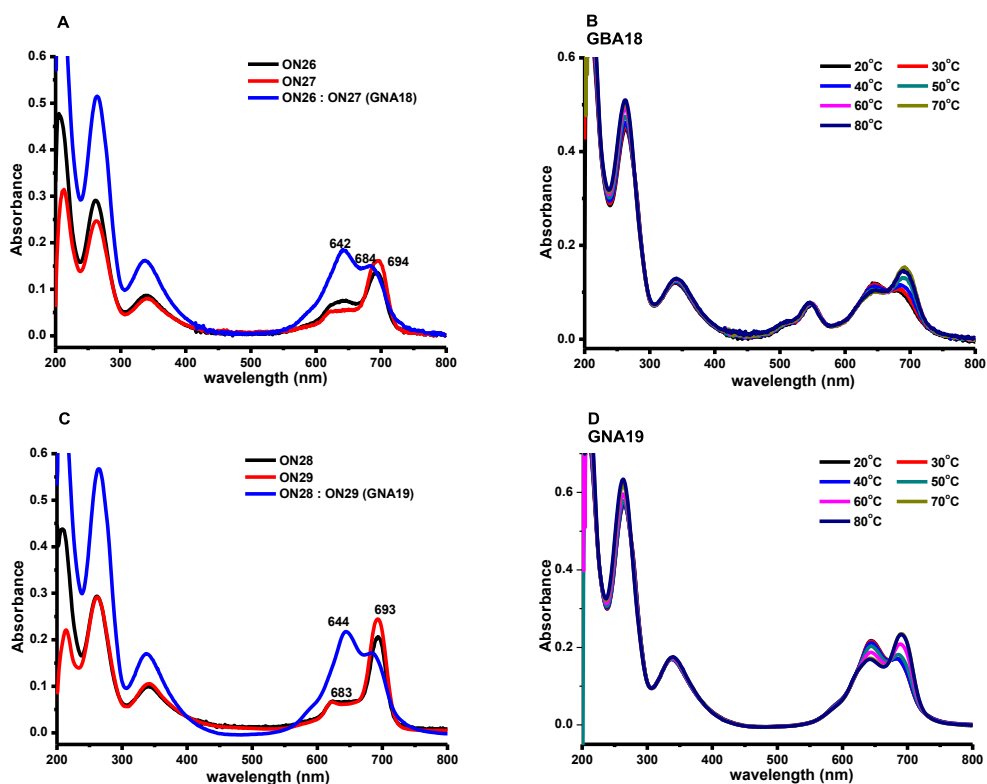 A
0.6
0.5
0.4
0.3
0.2
0.1
0.0
Absorbance
ON26
ON27
ON26 : ON27 (GNA18)
642
684
694
200 300 400 500 600 700 800
wavelength (nm)
B
GBA18
0.6
0.4
0.2
0.0
Absorbance
20°C 30°C
40°C 50°C
60°C 70°C
80°C
200 300 400 500 600 700 800
wavelength (nm)
C
0.6
0.5
0.4
0.3
0.2
0.1
0.0
Absorbance
ON28
ON29
ON28 : ON29 (GNA19)
644
683
693
200 300 400 500 600 700 800
wavelength (nm)
D
GNA19
0.6
0.4
0.2
0.0
Absorbance
20°C 30°C
40°C 50°C
60°C 70°C
80°C
200 300 400 500 600 700 800
wavelength (nm)